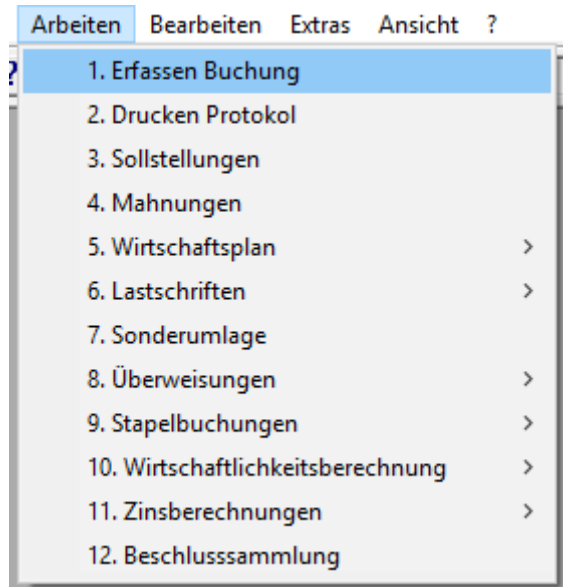 Arbeiten Bearbeiten Extras Ansicht ?
?
1. Erfassen Buchung
2. Drucken Protokol
3. Sollstellungen
4. Mahnungen
5. Wirtschaftsplan >
6. Lastschriften >
7. Sonderumlage
8. Überweisungen >
9. Stapelbuchungen >
10. Wirtschaftlichkeitsberechnung >
11. Zinsberechnungen >
12. Beschlusssammlung